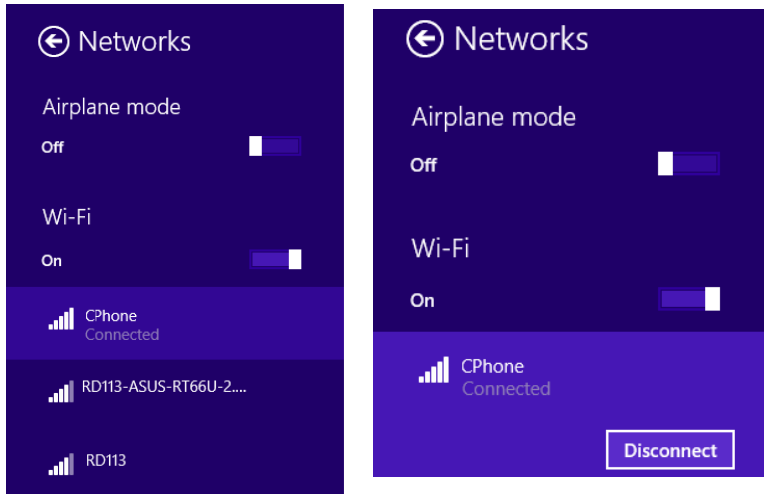 Networks
Airplane mode
Off
Wi-Fi
On
CPhone
Connected
RD113-ASUS-RT66U-2....
RD113
Networks
Airplane mode
Off
Wi-Fi
On
CPhone
Connected
Disconnect